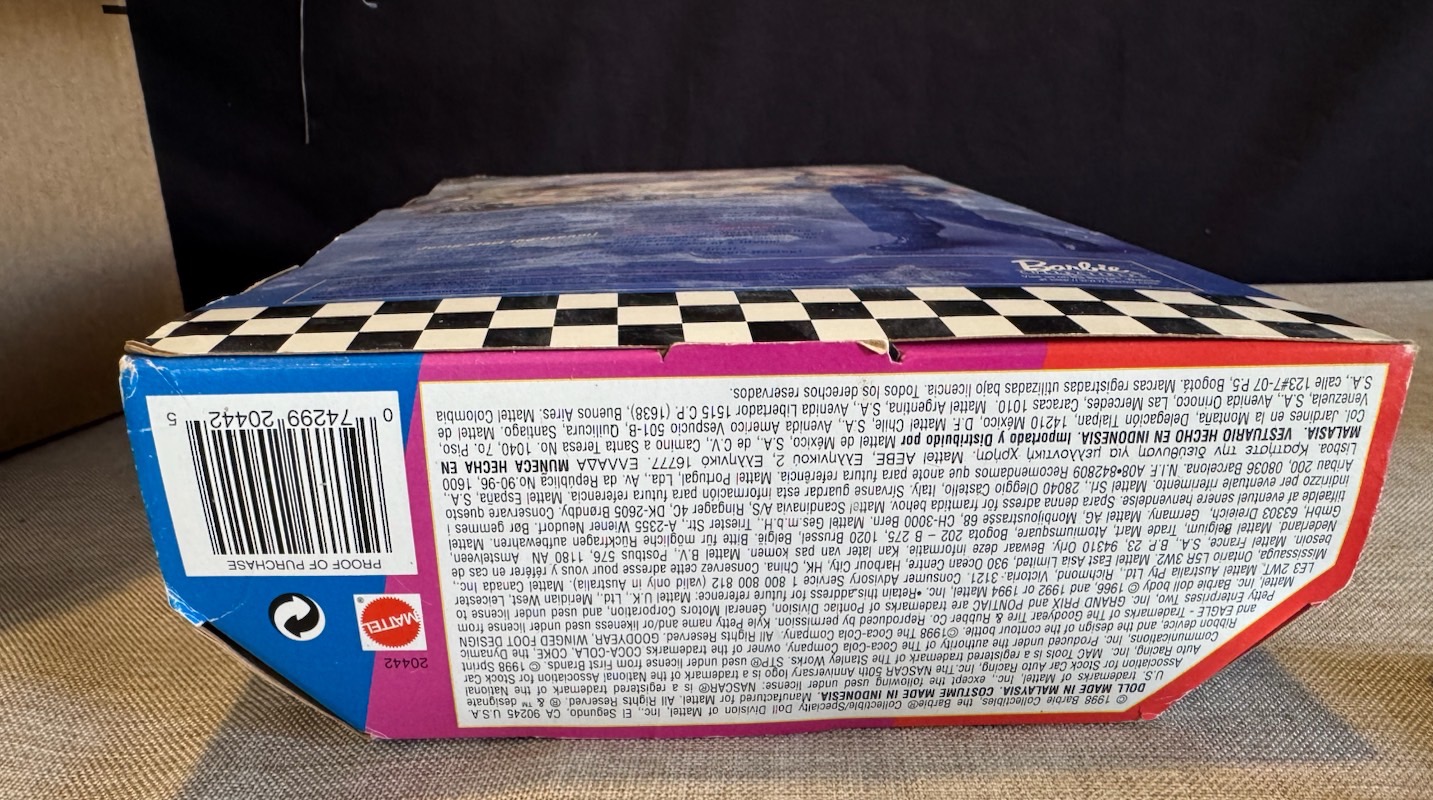 © 1998 Barbie Collectibles, the Barbie® Collectible/Specialty Doll Division of Mattel, Inc., El Segundo, CA 90245 U.S.A.
DOLL MADE IN MALAYSIA. COSTUME MADE IN INDONESIA. Manufactured for Mattel. All Rights Reserved. ® & ™ designate
U.S. trademarks of Mattel, Inc., except the following used under license: NASCAR® is a registered trademark of the National
Association for Stock Car Auto Racing, Inc. The NASCAR 50th Anniversary logo is a trademark of the National Association for Stock Car
Auto Racing, Inc. MAC Tools is a registered trademark of The Stanley Works. STP® used under license from First Brands. © 1998 Sprint
Communications, Inc. Produced under the authority of The Coca-Cola Company, owner of the trademarks COCA-COLA, COKE, the Dynamic
Ribbon device, and the design of the contour bottle. © 1998 The Coca-Cola Company. All Rights Reserved. GOODYEAR, WINGED FOOT DESIGN
and EAGLE - Trademarks of The Goodyear Tire & Rubber Co. Reproduced by permission. Kyle Petty name and/or likeness used under license from
Petty Enterprises Two, Inc. GRAND PRIX and PONTIAC are trademarks of Pontiac Division, General Motors Corporation, and used under license to
Mattel, Inc. Barbie doll body © 1966, and 1992 or 1994 Mattel, Inc. •Retain this address for future reference: Mattel U.K. Ltd., Meridian West, Leicester
LE3 2WT. Mattel Australia Pty. Ltd., Richmond, Victoria. 3121. Consumer Advisory Service 1 800 800 812 (valid only in Australia). Mattel Canada Inc.,
Mississauga, Ontario L5R 3W2. Mattel East Asia Limited, 930 Ocean Centre, Harbour City, HK, China. Conservez cette adresse pour vous y référer en cas de
besoin. Mattel France, S.A., B.P. 23, 94310 Orly. Bewaar deze informatie. Kan later van pas komen. Mattel B.V., Postbus 576, 1180 AN Amstelveen,
Nederland. Mattel Belgium, Trade Mart, Atomiumsquare, Bogota 202 – B 275, 1020 Brussel, België. Bitte für mögliche Rückfragen aufbewahren. Mattel
GmbH, 63303 Dreieich, Germany. Mattel AG, Monbijoustrasse 68, CH-3000 Bern. Mattel Ges.m.b.H., Triester Str., A-2355 Wiener Neudorf. Bør gemmes i
tilfælde af eventuel senere henvendelse. Spara denna adress för framtida behov. Mattel Scandinavia A/S, Ringager 4C, DK-2605 Brøndby. Conservare questo
indirizzo per eventuale riferimento. Mattel Srl., 28040 Oleggio Castello, Italy. Sírvanse guardar esta información para futura referencia. Mattel España, S.A.,
Aribau 200, 08036 Barcelona. N.I.F. A08-842809 Recomendamos que anote para futura referência. Mattel Portugal, Lda., Av. da República No. 90-96, 1600
Lisboa. Κρατήστε την διεύθυνση για μελλοντική χρήση. Mattel AEBE, Ελληνικού 2, Ελληνικό 16777. ΕΛΛΑΔΑ MUÑECA HECHA EN
MALASIA. VESTUARIO HECHO EN INDONESIA. Importado y Distribuido por Mattel de México, S.A. de C.V., Camino a Santa Teresa No. 1040, 7o. Piso,
Col. Jardines en la Montaña, Delegación Tlalpan, 14210 México, D.F. Mattel Chile, S.A., Avenida Americo Vespucio 501-B, Quilicura, Santiago. Mattel de
Venezuela, S.A., Avenida Orinoco, Las Mercedes, Caracas 1010. Mattel Argentina, S.A., Avenida Libertador 1515 C.P. (1638), Buenos Aires. Mattel Colombia
S.A., calle 123#7-07 P.5, Bogotá. Marcas registradas utilizadas bajo licencia. Todos los derechos reservados.
20442
MATTEL®
PROOF OF PURCHASE
0 74299 20442 5
Barbie